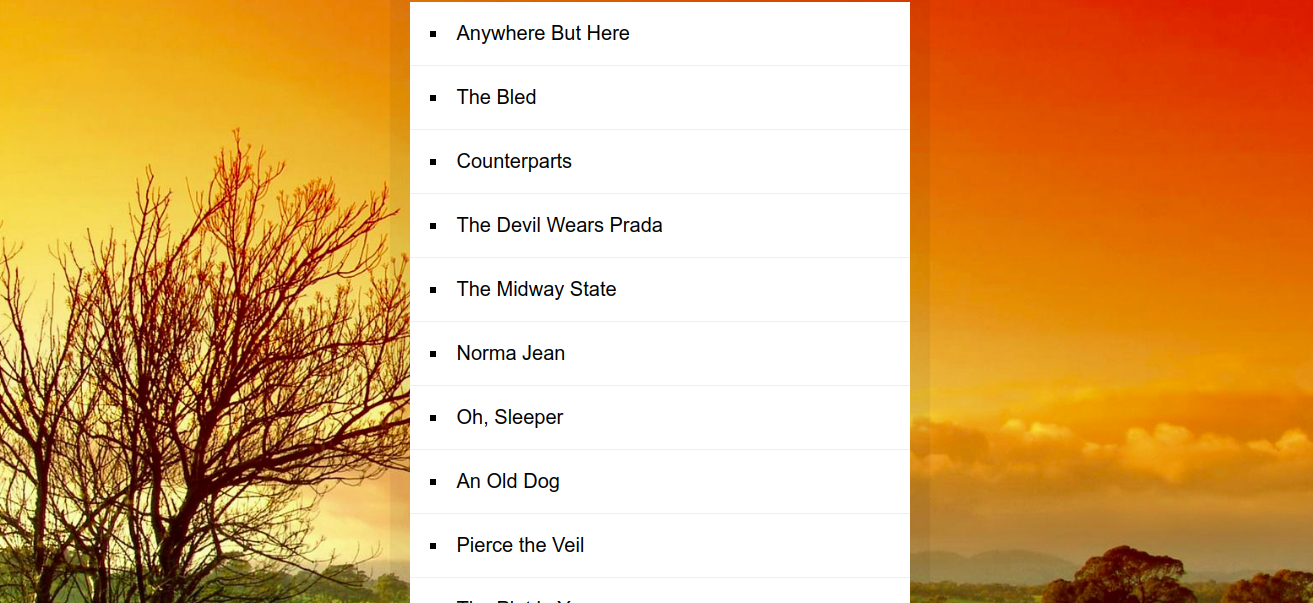 Anywhere But Here
The Bled
Counterparts
The Devil Wears Prada
The Midway State
Norma Jean
Oh, Sleeper
An Old Dog
Pierce the Veil